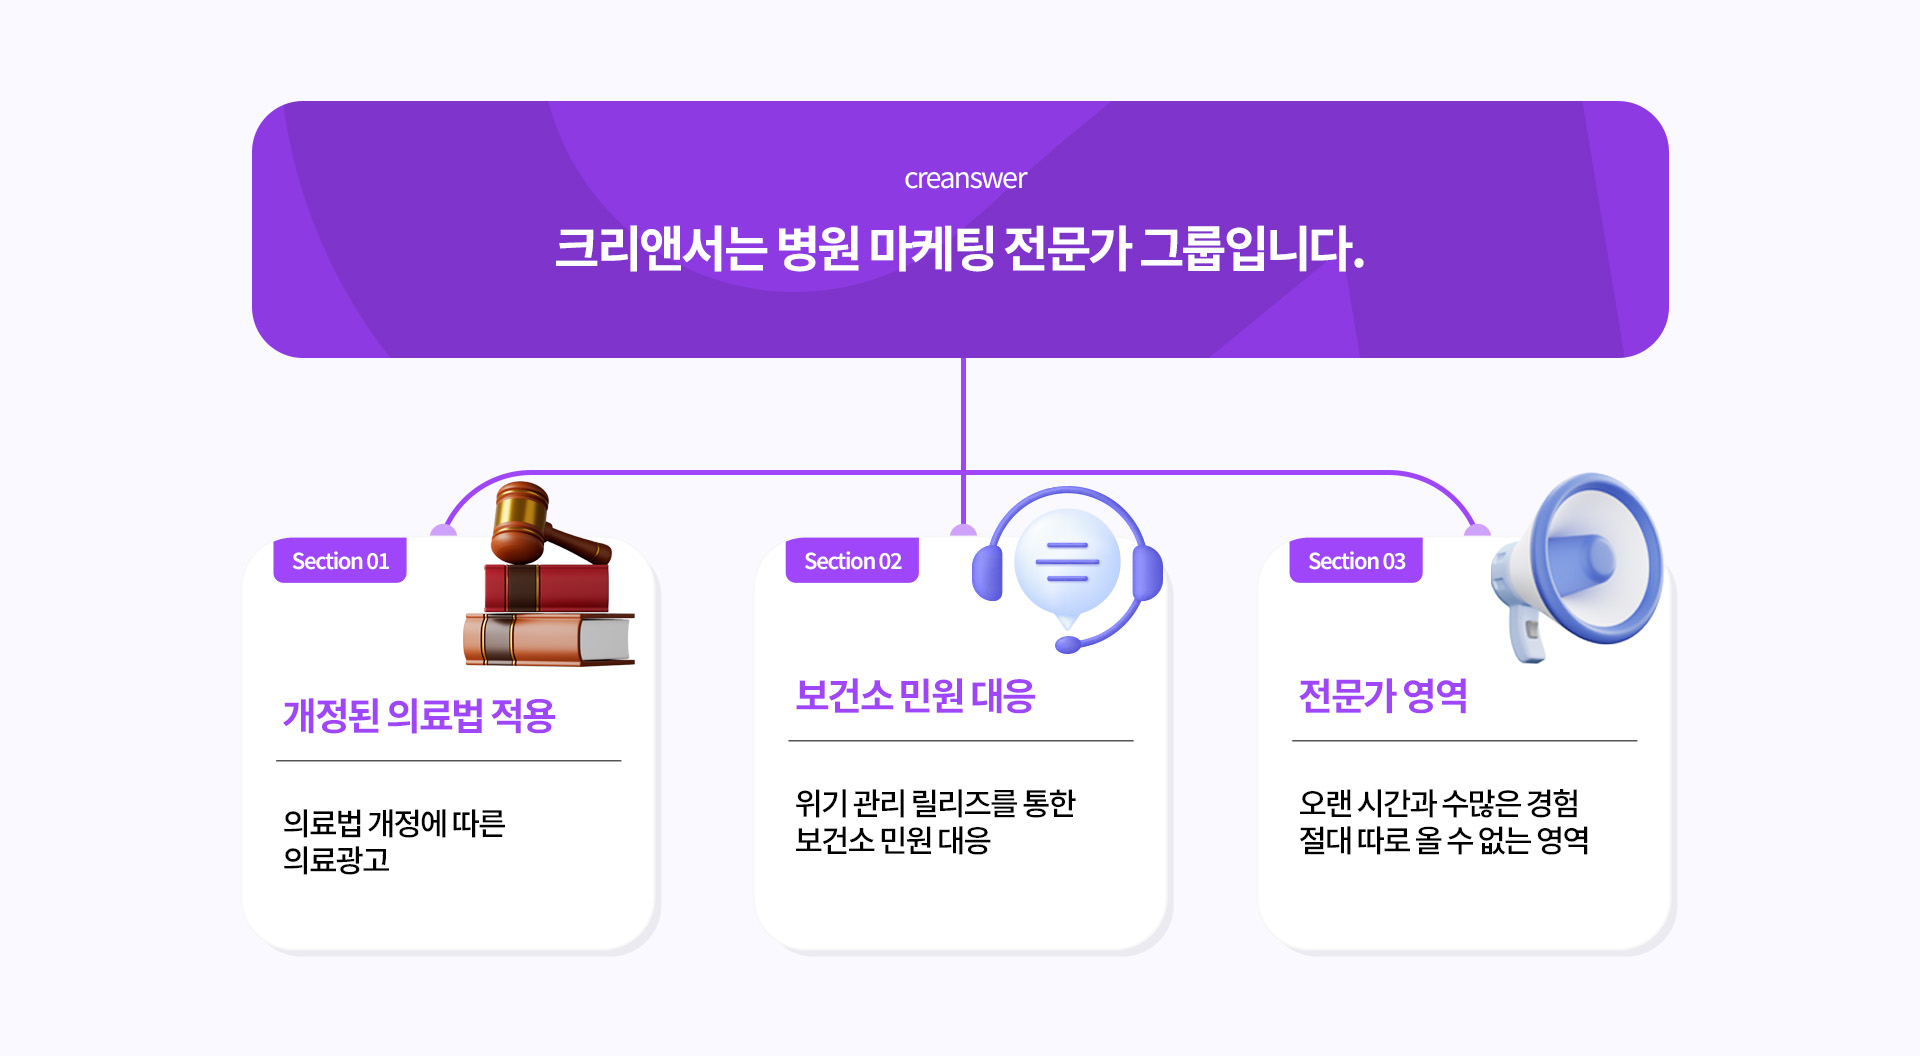 creanswer
크리앤서는 병원 마케팅 전문가 그룹입니다.
Section 01
개정된 의료법 적용
의료법 개정에 따른
의료광고
Section 02
보건소 민원 대응
위기 관리 릴리즈를 통한
보건소 민원 대응
Section 03
전문가 영역
오랜 시간과 수많은 경험
절대 따로 올 수 없는 영역